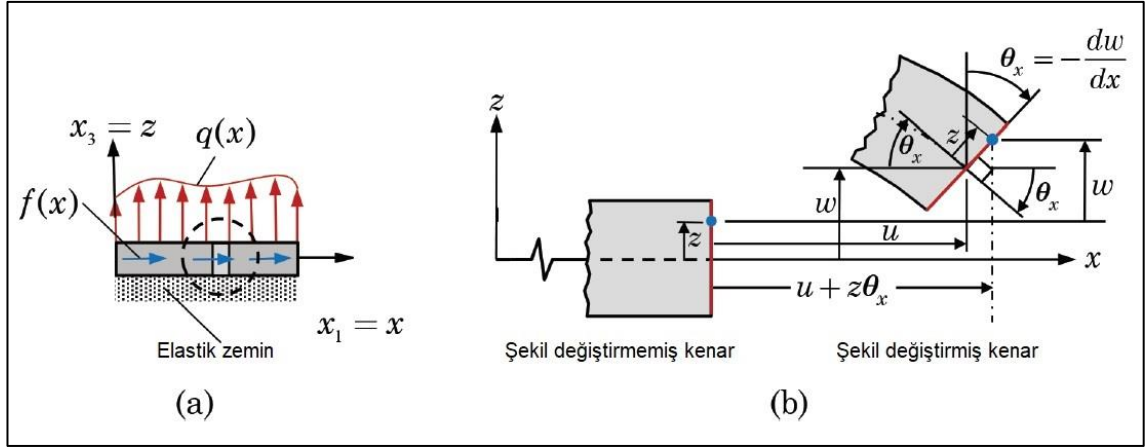 x₃ = z
q(x)
f(x)
x₁ = x
Elastik zemin
(a)
z
θₓ = −dw/dx
θₓ
z
w
θₓ
w
z
u
x
u + zθₓ
Şekil değiştirmemiş kenar
Şekil değiştirmiş kenar
(b)